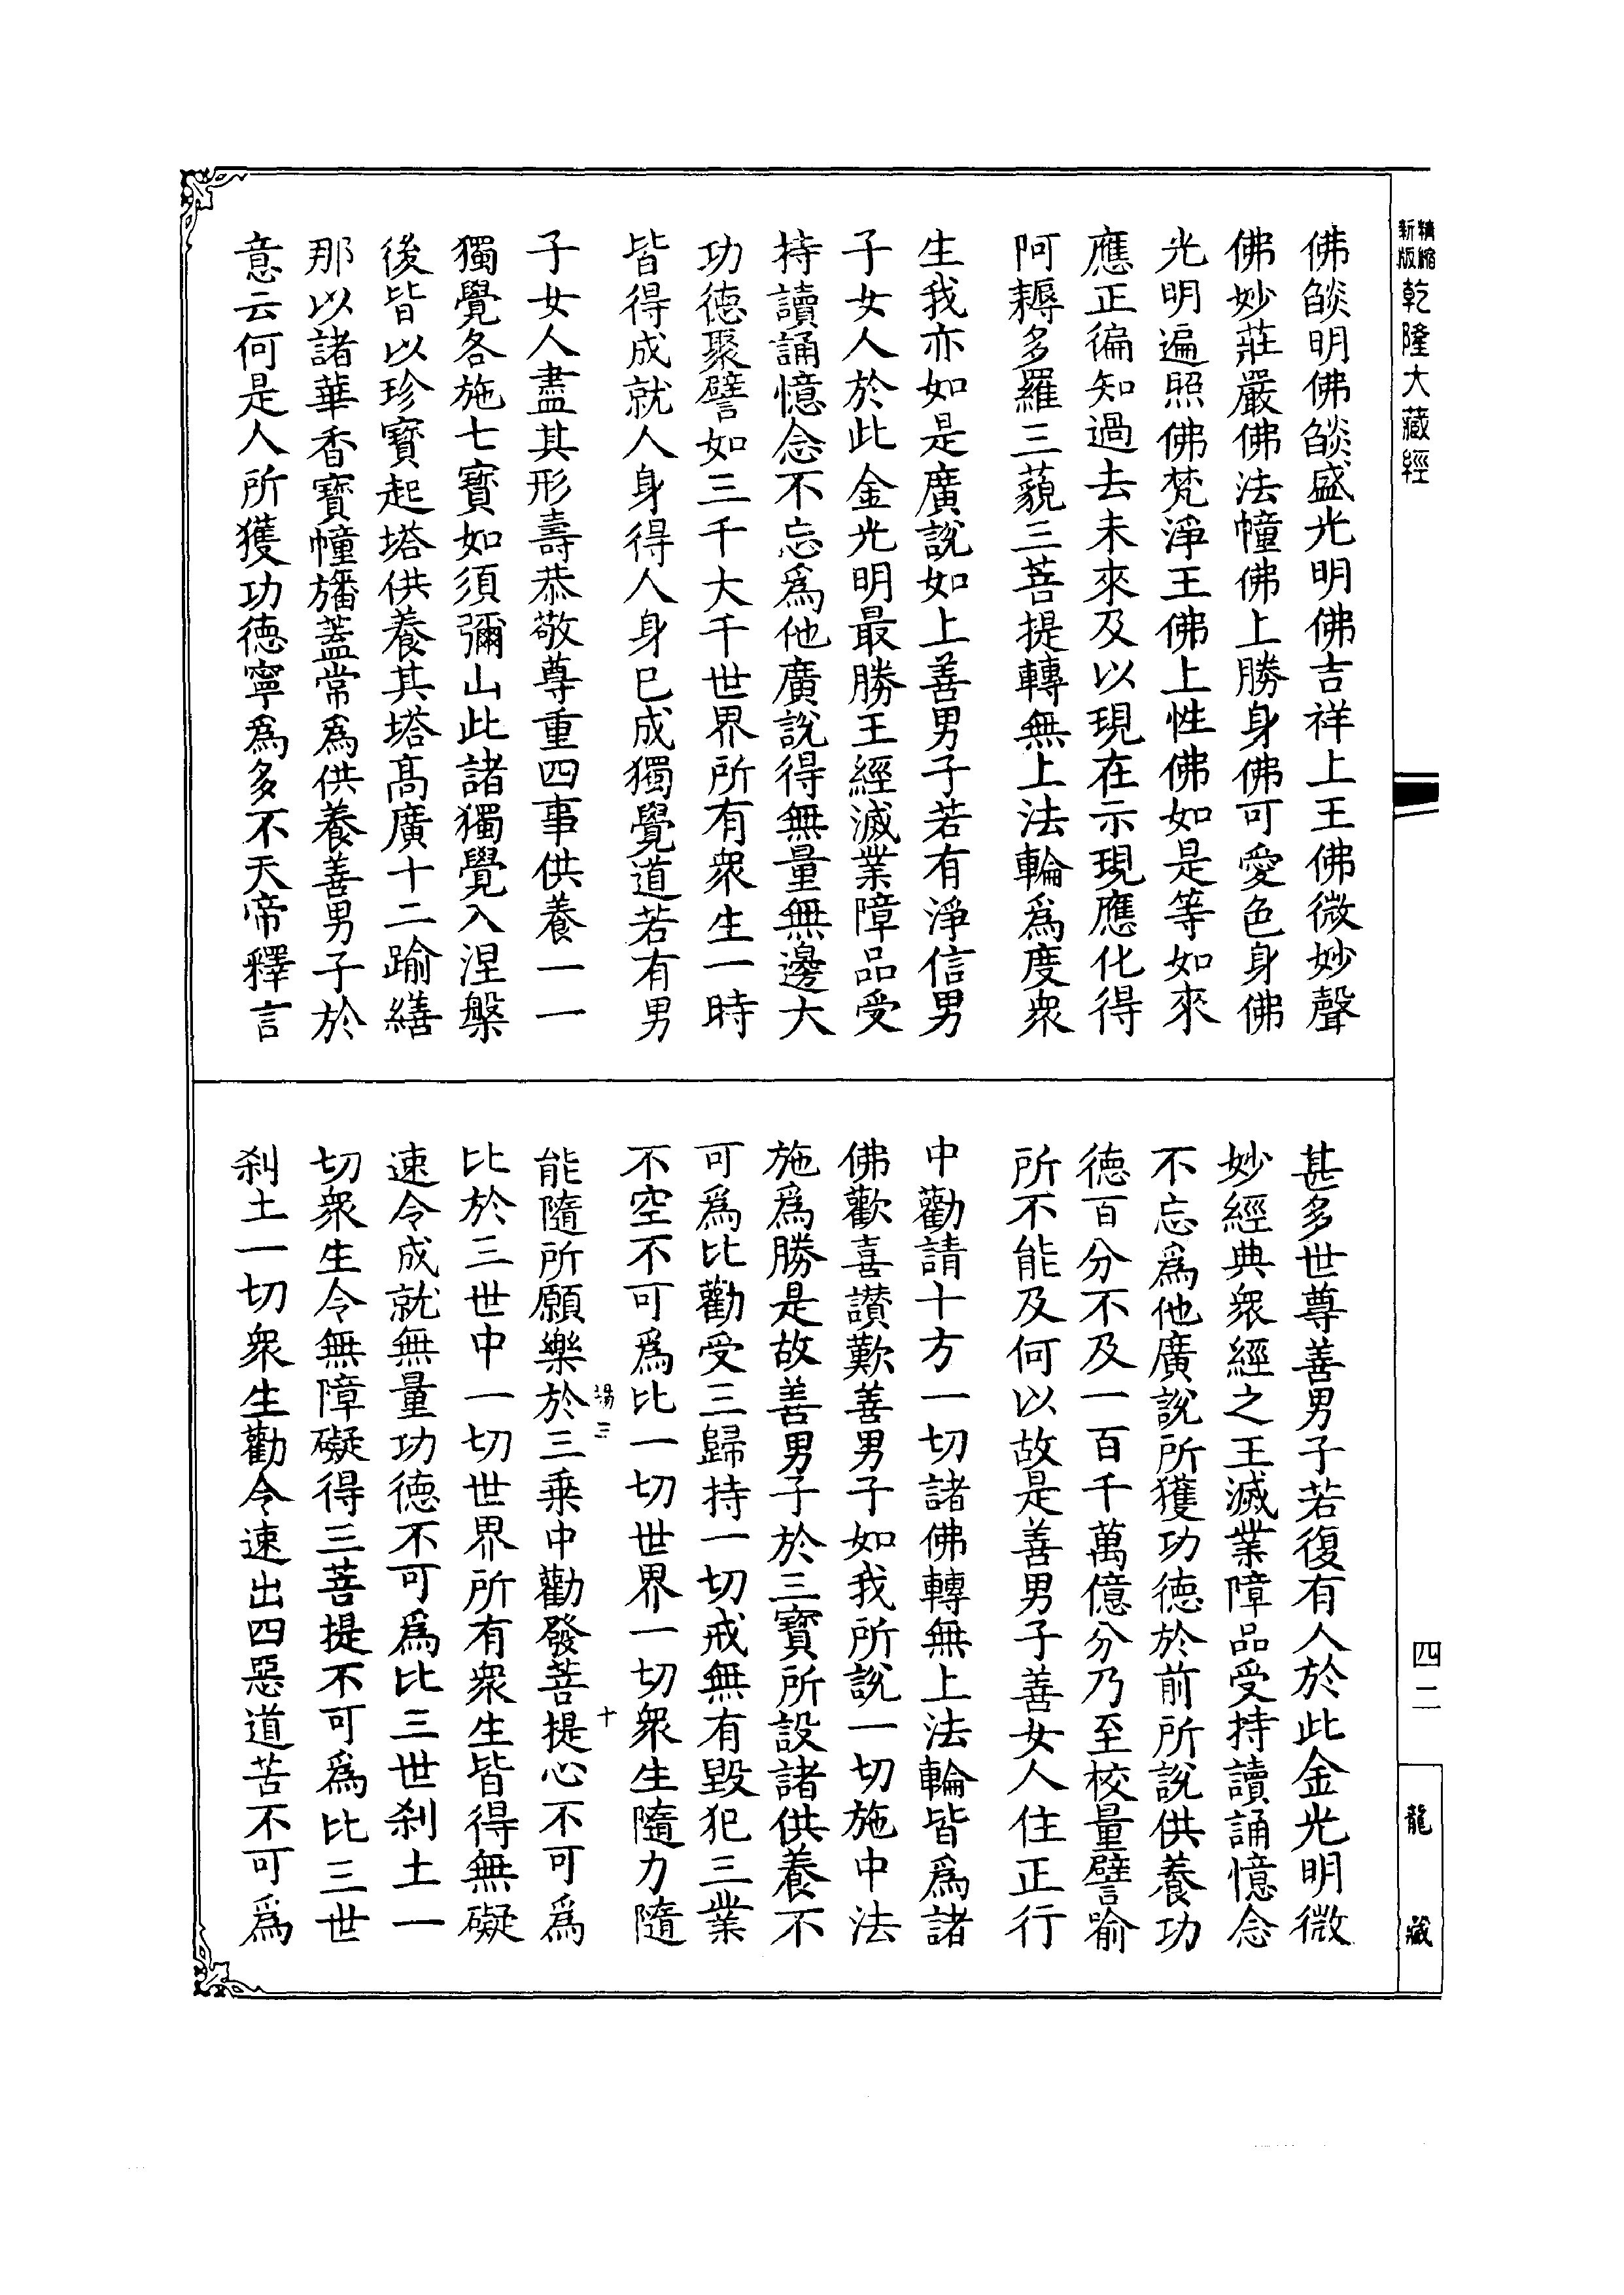 精縮新版乾隆大藏經
佛燄明佛燄盛光明佛吉祥上王佛微妙聲
佛妙莊嚴佛法幢佛上勝身佛可愛色身佛
光明遍照佛梵淨王佛上性佛如是等如來
應正徧知過去未來及以現在示現應化得
阿耨多羅三藐三菩提轉無上法輪爲度衆
生我亦如是廣說如上善男子若有淨信男
子女人於此金光明最勝王經滅業障品受
持讀誦憶念不忘爲他廣說得無量無邊大
功德聚譬如三千大千世界所有衆生一時
皆得成就人身得人身已成獨覺道若有男
子女人盡其形壽恭敬尊重四事供養一一
獨覺各施七寶如須彌山此諸獨覺入涅槃
後皆以珍寶起塔供養其塔高廣十二踰繕
那以諸華香寶幢旛蓋常爲供養善男子於
意云何是人所獲功德寧爲多不天帝釋言
甚多世尊善男子若復有人於此金光明微
妙經典衆經之王滅業障品受持讀誦憶念
不忘爲他廣說所獲功德於前所說供養功
德百分不及一百千萬億分乃至校量譬喻
所不能及何以故是善男子善女人住正行
中勸請十方一切諸佛轉無上法輪皆爲諸
佛歡喜讚歎善男子如我所說一切施中法
施爲勝是故善男子於三寶所設諸供養不
可爲比勸受三歸持一切戒無有毀犯三業
不空不可爲比一切世界一切衆生隨力隨
能隨所願樂於三乘中勸發菩提心不可爲
比於三世中一切世界所有衆生皆得無礙
速令成就無量功德不可爲比三世刹土一
切衆生令無障礙得三菩提不可爲比三世
刹土一切衆生勸令速出四惡道苦不可爲
場三
十
四二
龍藏